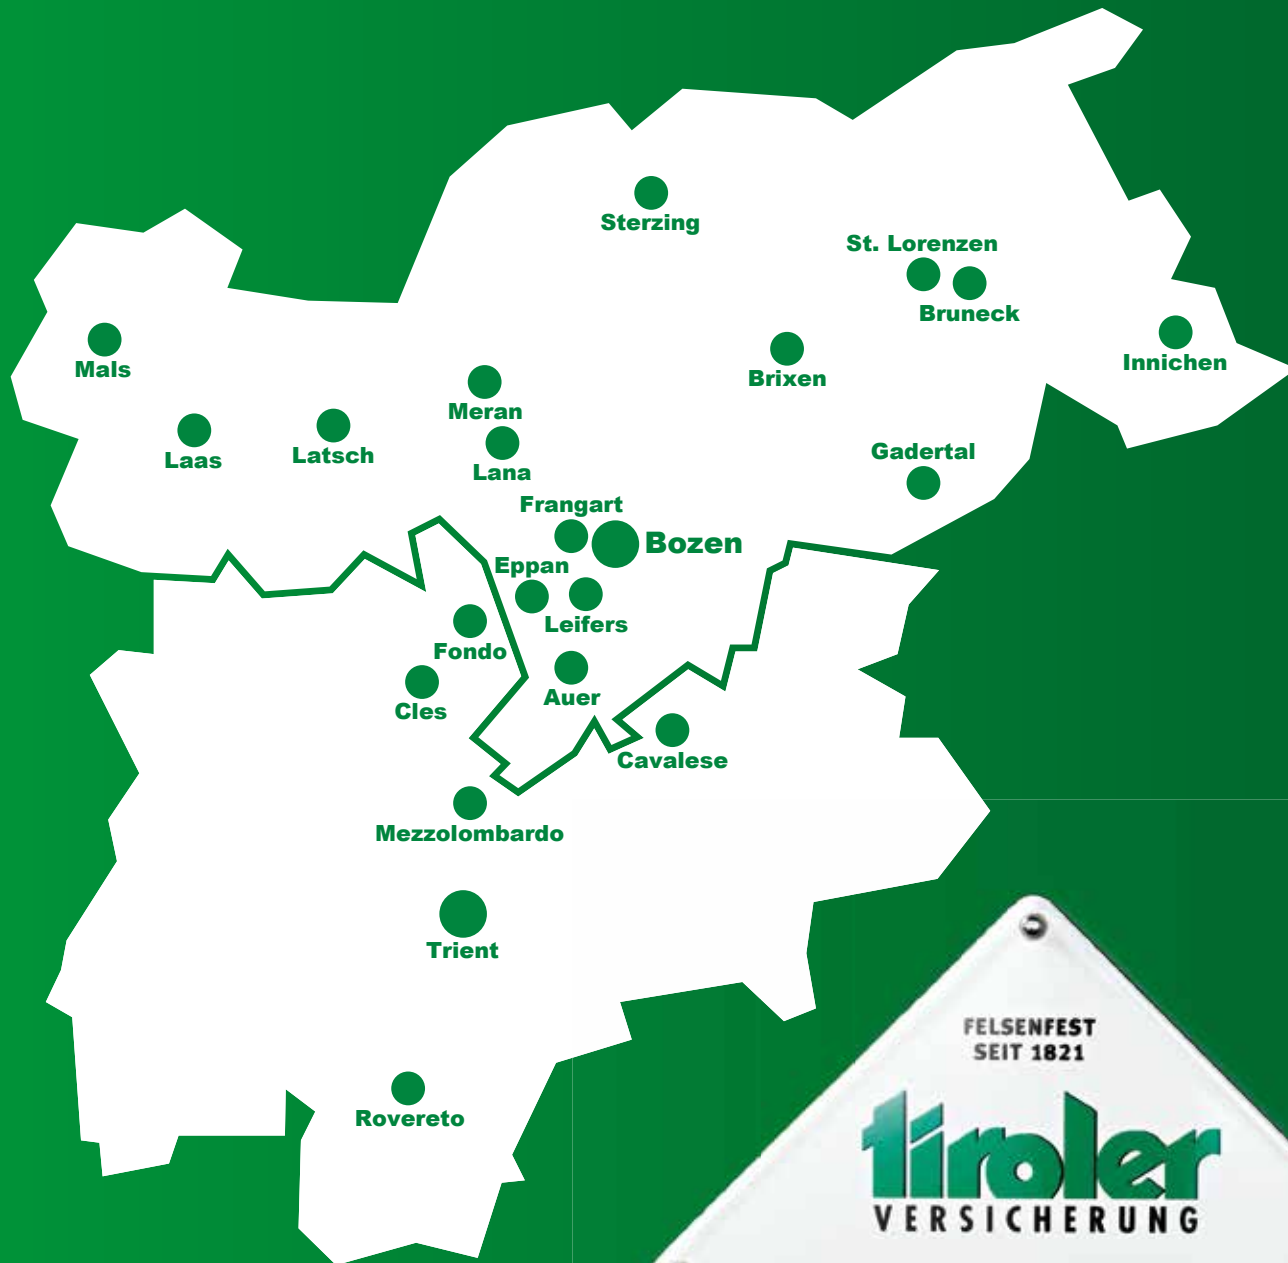 Sterzing
St. Lorenzen
Bruneck
Innichen
Mals
Brixen
Meran
Laas
Latsch
Lana
Gadertal
Frangart
Bozen
Eppan
Leifers
Fondo
Cles
Auer
Cavalese
Mezzolombardo
Trient
Rovereto
FELSENFEST
SEIT 1821
tiroler
VERSICHERUNG